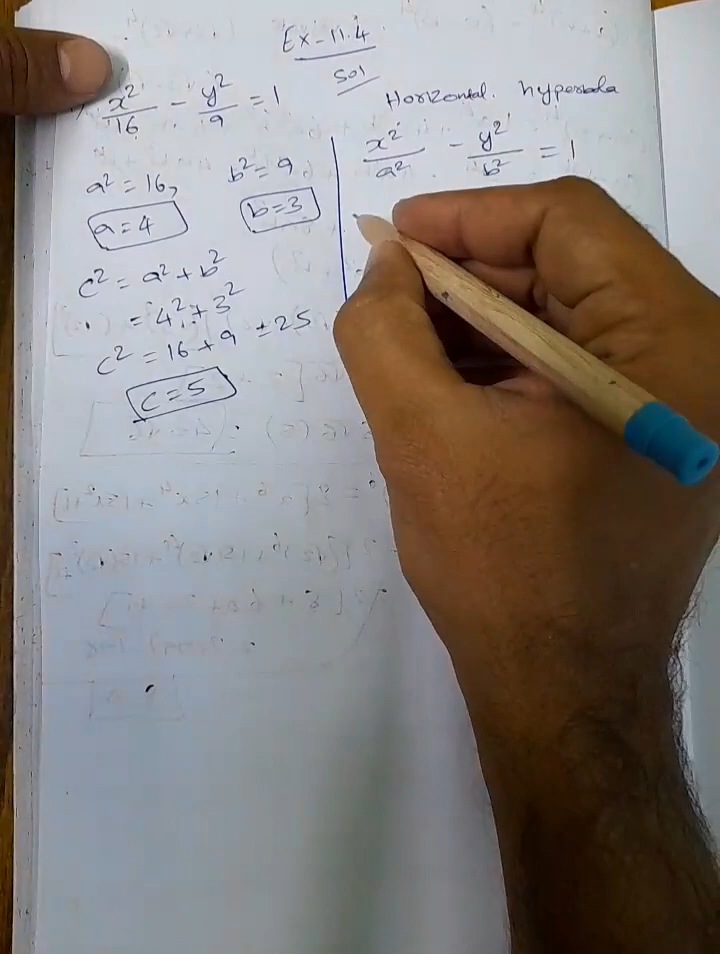 Ex-11.4
Sol
x²/16 - y²/9 = 1
a² = 16, b² = 9
a = 4 b = 3
c² = a² + b²
= 4² + 3²
c² = 16 + 9 = 25
c = 5
Horizontal. hyperbola
x²/a² - y²/b² = 1